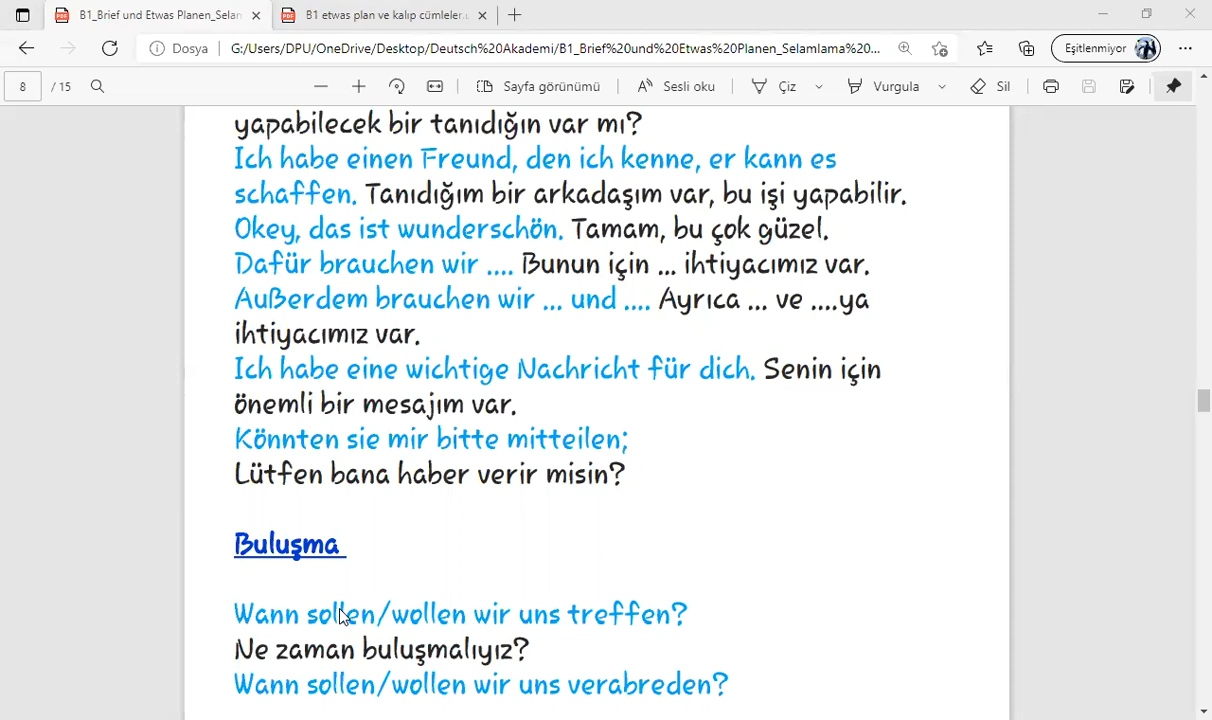 B1_Brief und Etwas Planen_Selan
B1 etwas plan ve kalıp cümleler.
Dosya
G:/Users/DPU/OneDrive/Desktop/Deutsch%20Akademi/B1_Brief%20und%20Etwas%20Planen_Selamlama%20...
Eşitlenmiyor
8 / 15
Sayfa görünümü
Sesli oku
Çiz
Vurgula
Sil
yapabilecek bir tanıdığın var mı?
Ich habe einen Freund, den ich kenne, er kann es
schaffen. Tanıdığım bir arkadaşım var, bu işi yapabilir.
Okey, das ist wunderschön. Tamam, bu çok güzel.
Dafür brauchen wir .... Bunun için ... ihtiyacımız var.
Außerdem brauchen wir ... und .... Ayrıca ... ve ....ya
ihtiyacımız var.
Ich habe eine wichtige Nachricht für dich. Senin için
önemli bir mesajım var.
Könnten sie mir bitte mitteilen;
Lütfen bana haber verir misin?
Buluşma
Wann sollen/wollen wir uns treffen?
Ne zaman buluşmalıyız?
Wann sollen/wollen wir uns verabreden?